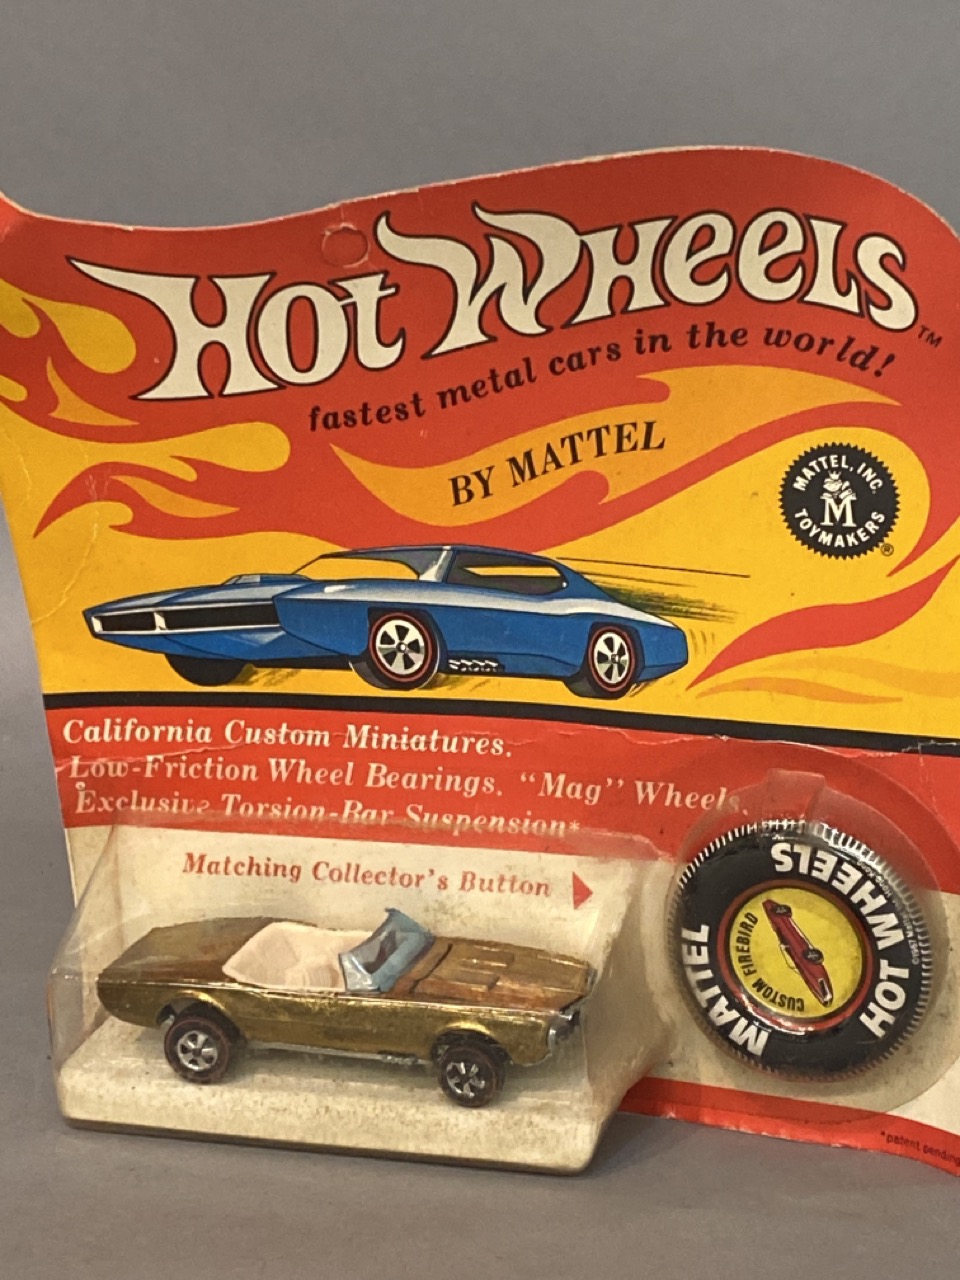 HOT WHEELS
TM
fastest metal cars in the world!
BY MATTEL
MATTEL, INC.
M
TOYMAKERS
®
California Custom Miniatures.
Low-Friction Wheel Bearings. "Mag" Wheels.
Exclusive Torsion-Bar Suspension*
Matching Collector's Button
MATTEL
HOT WHEELS
CUSTOM FIREBIRD
*patent pending